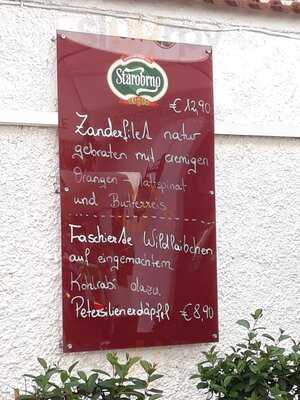 Starobrno
€ 12,90
Zanderfilet natur
gebraten mit cremigen
Orangen - Blattspinat
und Butterreis
Faschierte Wildlaibchen
auf eingemachtem
Kohlrabi dazu
Petersilienerdäpfel €8,90